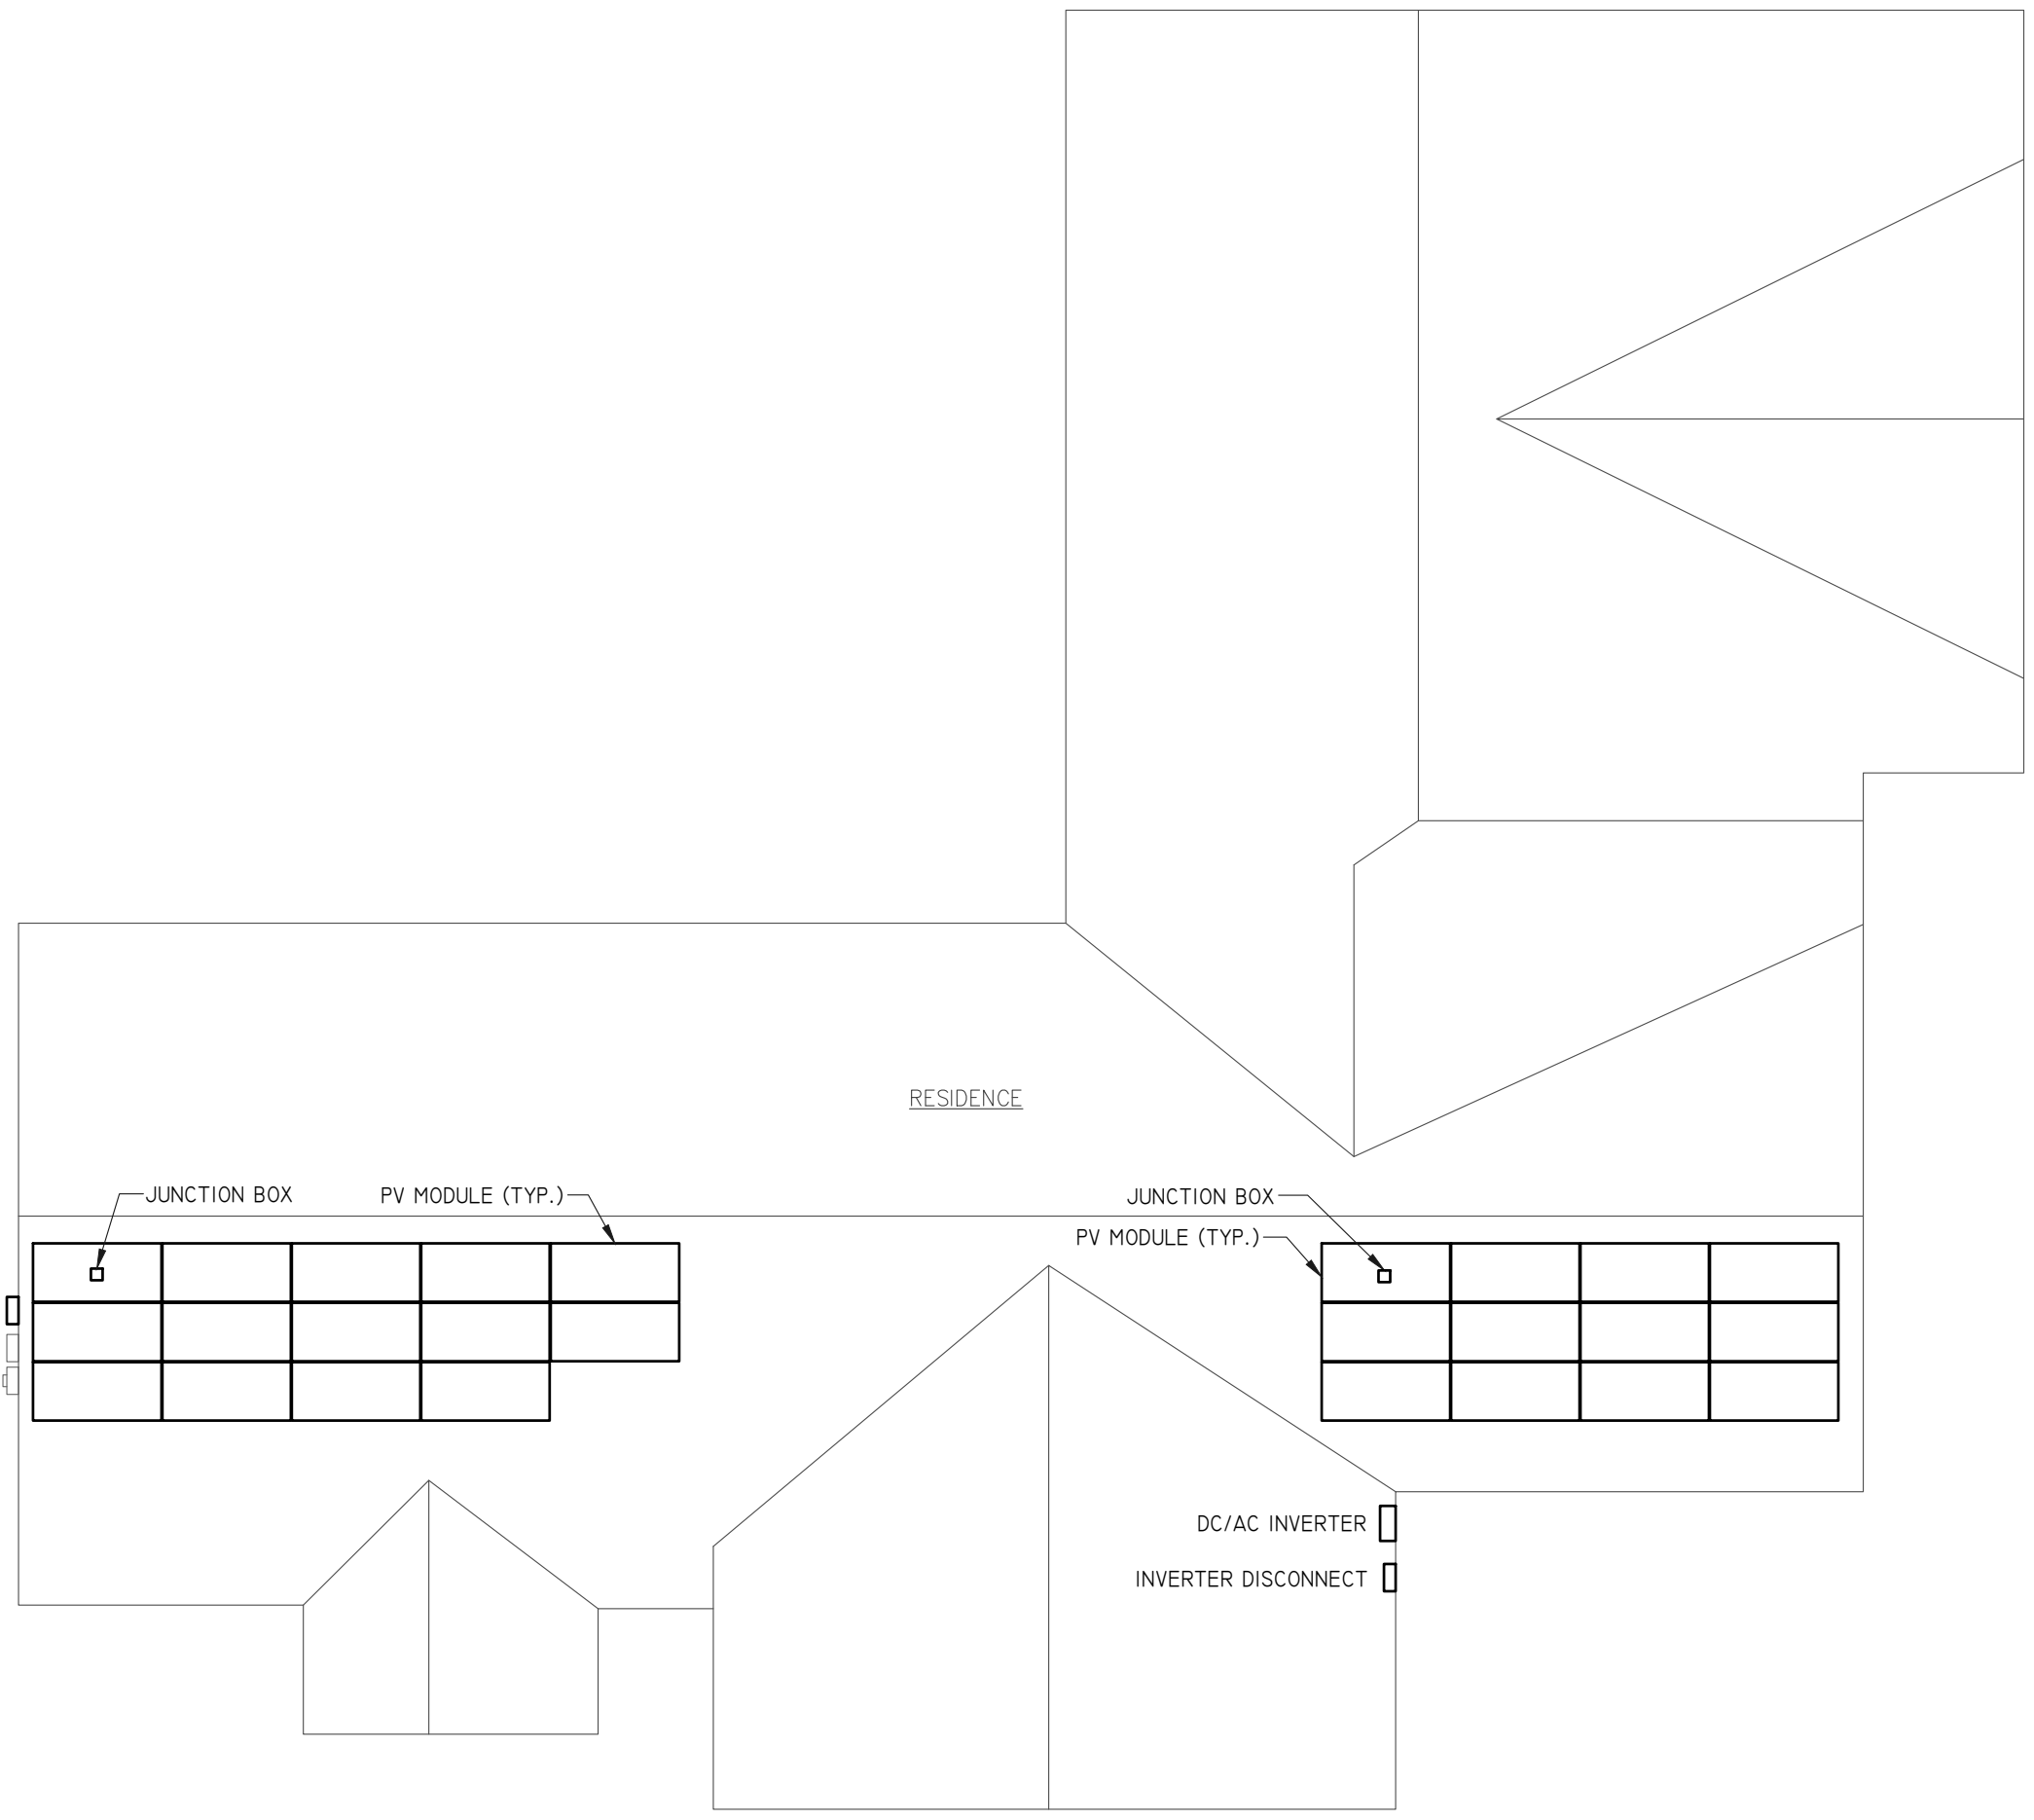 RESIDENCE
JUNCTION BOX
PV MODULE (TYP.)
JUNCTION BOX
PV MODULE (TYP.)
DC/AC INVERTER
INVERTER DISCONNECT